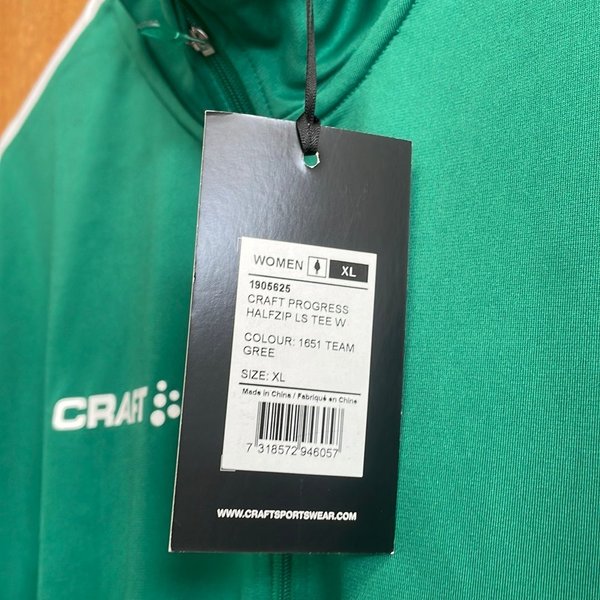 WOMEN XL
1905625
CRAFT PROGRESS
HALFZIP LS TEE W
COLOUR: 1651 TEAM
GREE
SIZE: XL
Made in China / Fabriqué en Chine
7 318572 946057
WWW.CRAFTSPORTSWEAR.COM
CRAFT